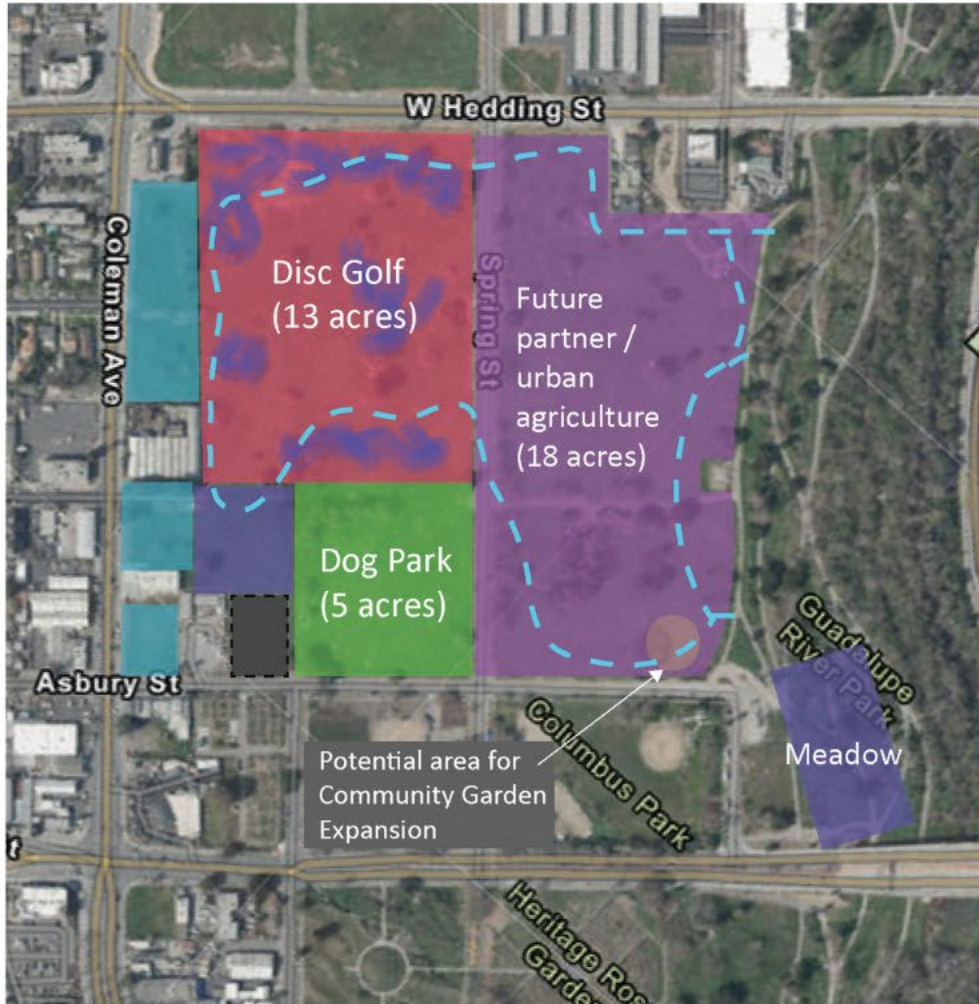 W Hedding St
Coleman Ave
Disc Golf
(13 acres)
Spring St
Future
partner /
urban
agriculture
(18 acres)
Dog Park
(5 acres)
Asbury St
Guadalupe
River Park
Columbus Park
Meadow
Potential area for
Community Garden
Expansion
t
Heritage Ros
Garden